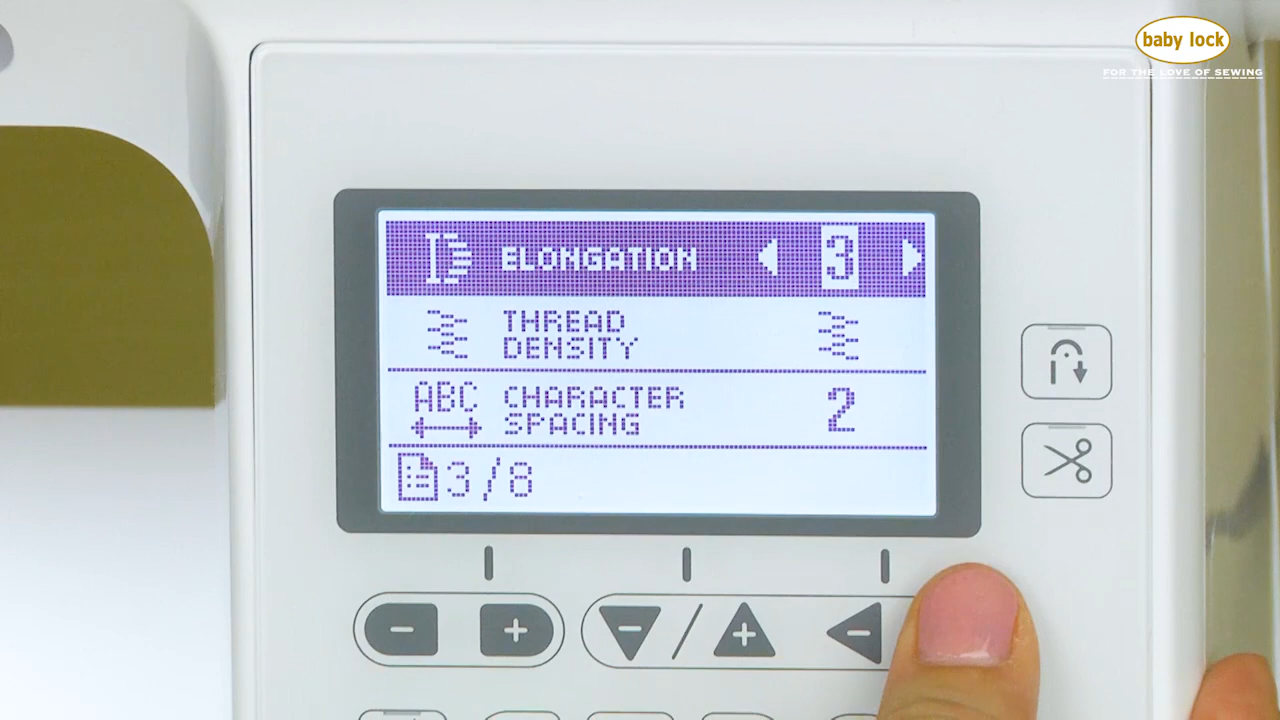 baby lock
FOR THE LOVE OF SEWING
ELONGATION 3
THREAD
DENSITY
ABC CHARACTER
SPACING 2
3/8